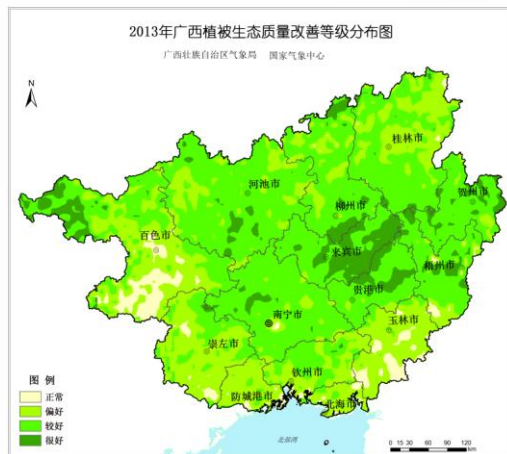 2013年广西植被生态质量改善等级分布图
广西壮族自治区气象局 国家气象中心
N
桂林市
河池市
贺州市
柳州市
百色市
来宾市
梧州市
贵港市
南宁市
玉林市
崇左市
钦州市
防城港市
北海市
图 例
正常
偏好
较好
很好
北部湾
0 15 30 60 90 120
km